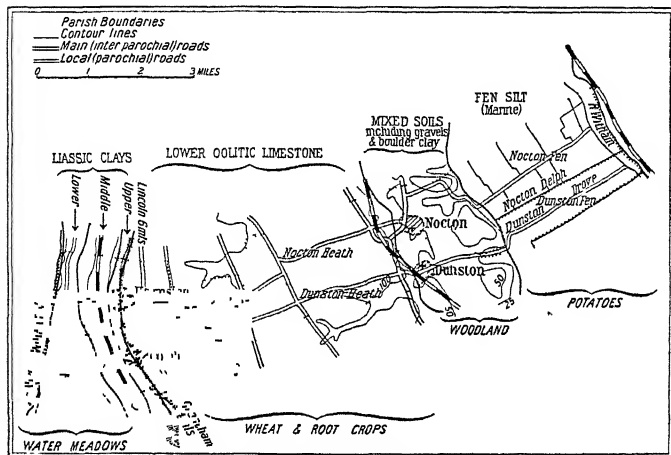 Parish Boundaries
Contour lines
Main (inter parochial) roads
Local (parochial) roads
0 1 2 3 MILES
FEN SILT
(Marine)
R Witham
MIXED SOILS
including gravels
& boulder clay
LIASSIC CLAYS
LOWER OOLITIC LIMESTONE
Lower
Middle
Upper
Nocton Fen
Nocton Delph
Dunston Fen
Dunston Drove
Nocton
Nocton Heath
Dunston
Dunston Heath
100
50
50
25
POTATOES
WOODLAND
WHEAT & ROOT CROPS
WATER MEADOWS